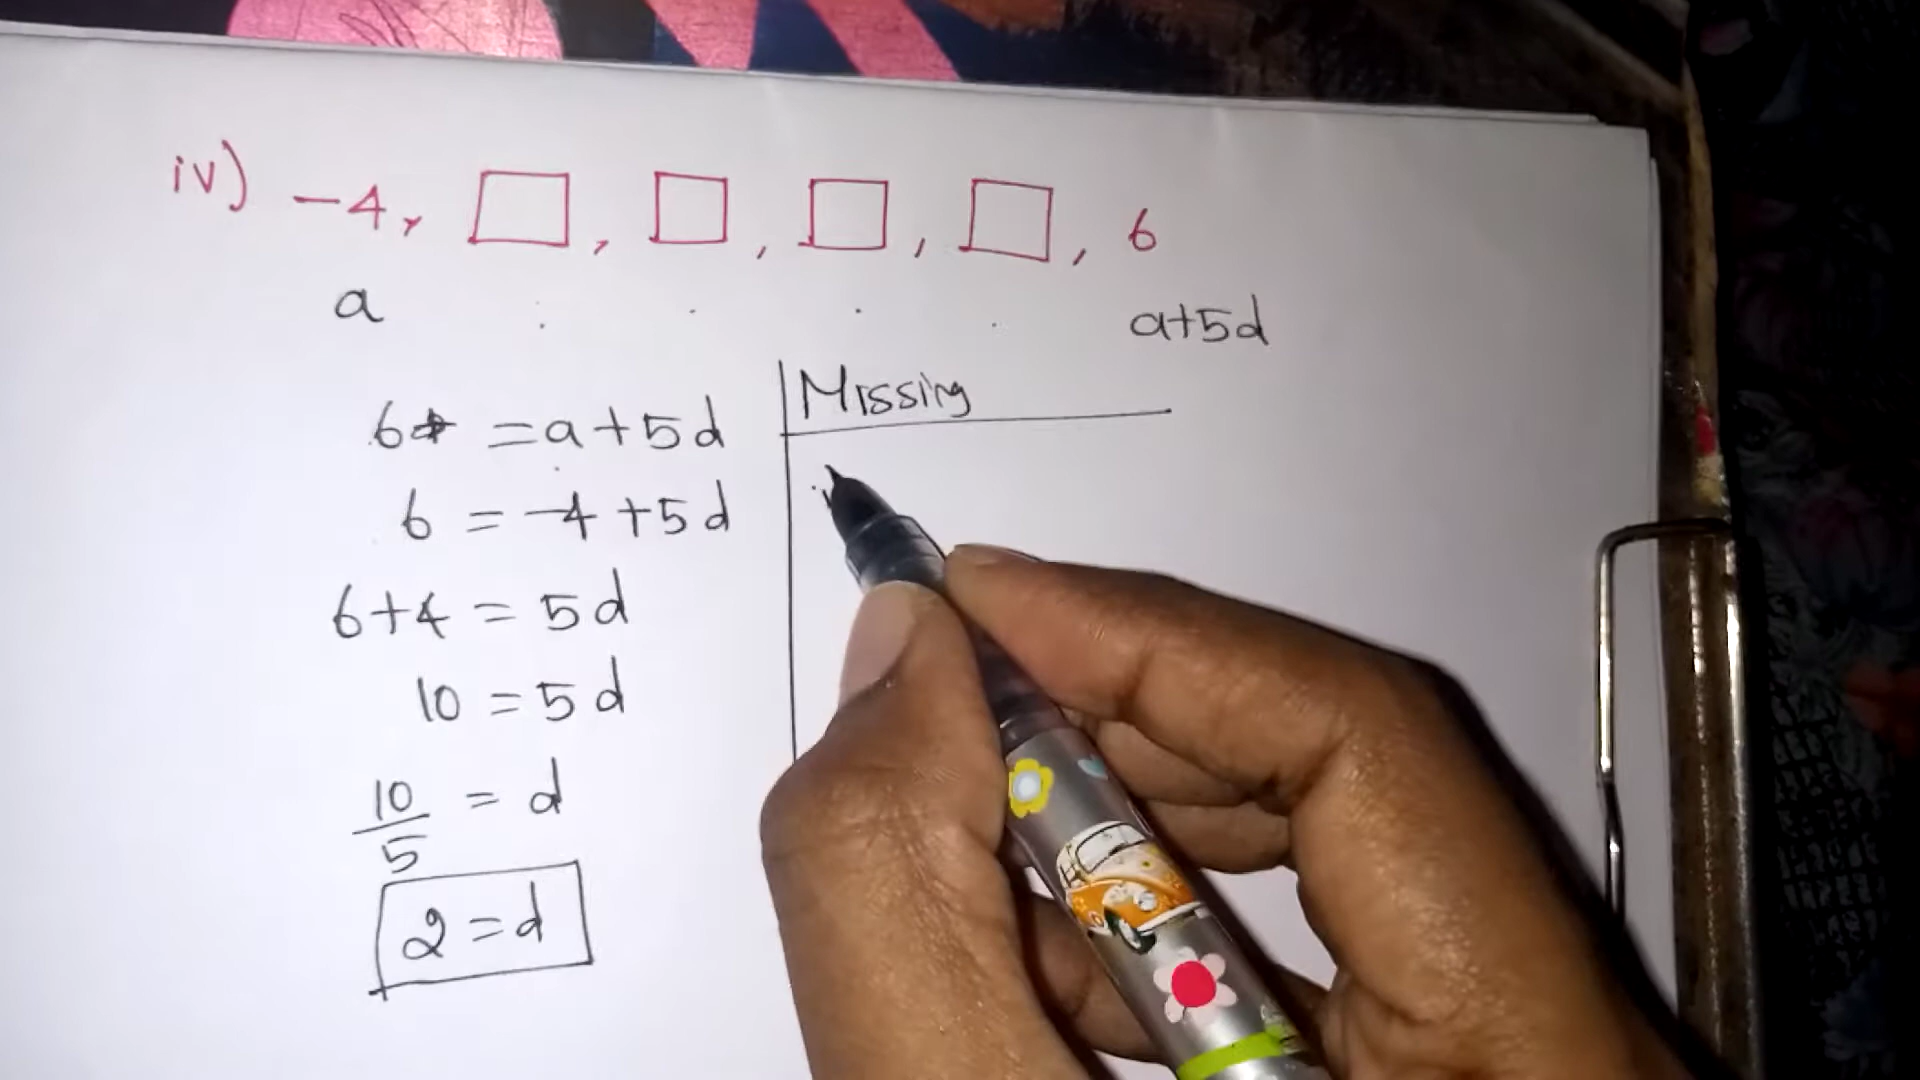 iv) -4, □, □, □, □, 6
a a+5d
6 = a+5d
6 = -4+5d
6+4 = 5d
10 = 5d
10/5 = d
2 = d
Missing